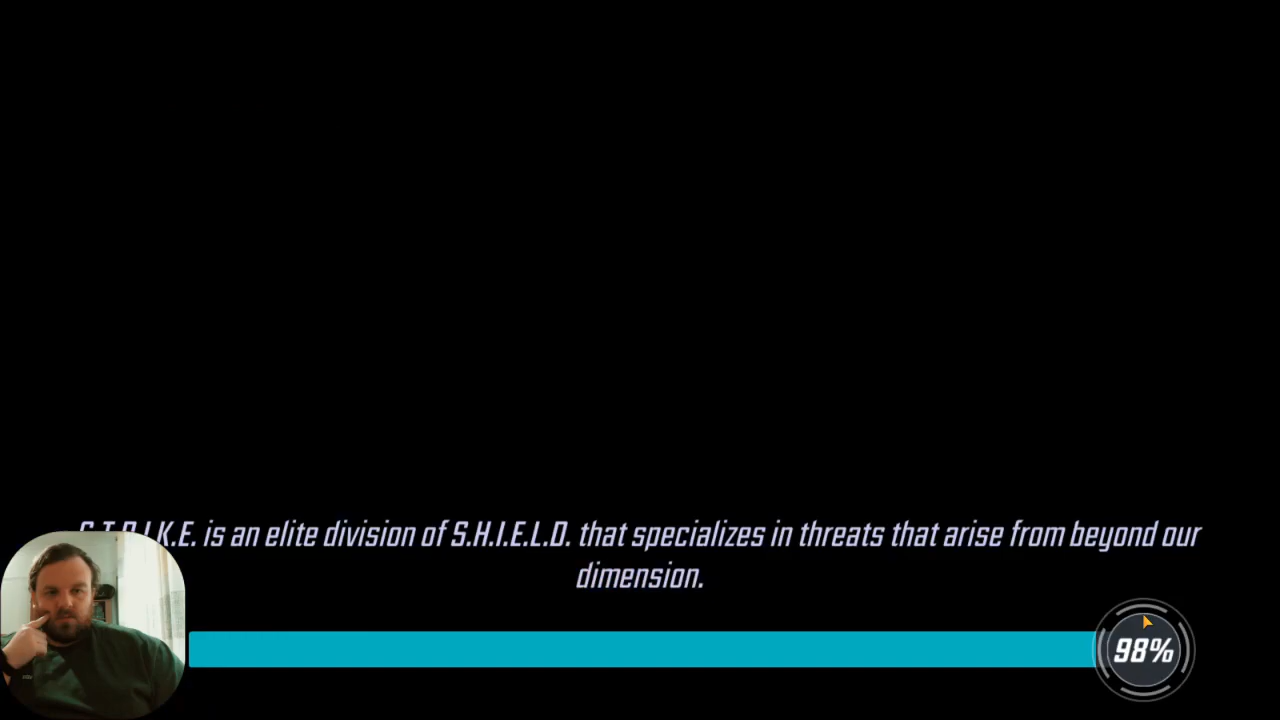 is an elite division of S.H.I.E.L.D. that specializes in threats that arise from beyond our
dimension.
98%